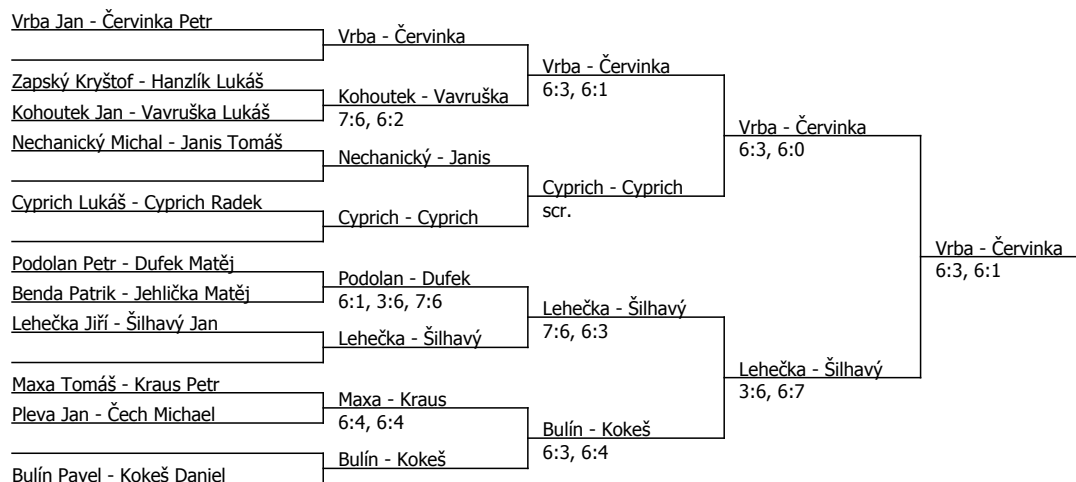 Vrba Jan - Červinka Petr
Vrba - Červinka
Vrba - Červinka
6:3, 6:1
Zapský Kryštof - Hanzlík Lukáš
Kohoutek Jan - Vavruška Lukáš
Kohoutek - Vavruška
7:6, 6:2
Vrba - Červinka
6:3, 6:0
Nechanický Michal - Janis Tomáš
Nechanický - Janis
Cyprich - Cyprich
scr.
Cyprich Lukáš - Cyprich Radek
Cyprich - Cyprich
Vrba - Červinka
6:3, 6:1
Podolan Petr - Dufek Matěj
Benda Patrik - Jehlička Matěj
Podolan - Dufek
6:1, 3:6, 7:6
Lehečka - Šilhavý
7:6, 6:3
Lehečka Jiří - Šilhavý Jan
Lehečka - Šilhavý
Lehečka - Šilhavý
3:6, 6:7
Maxa Tomáš - Kraus Petr
Pleva Jan - Čech Michael
Maxa - Kraus
6:4, 6:4
Bulín - Kokeš
6:3, 6:4
Bulín - Kokeš
Bulín Pavel - Kokeš Daniel